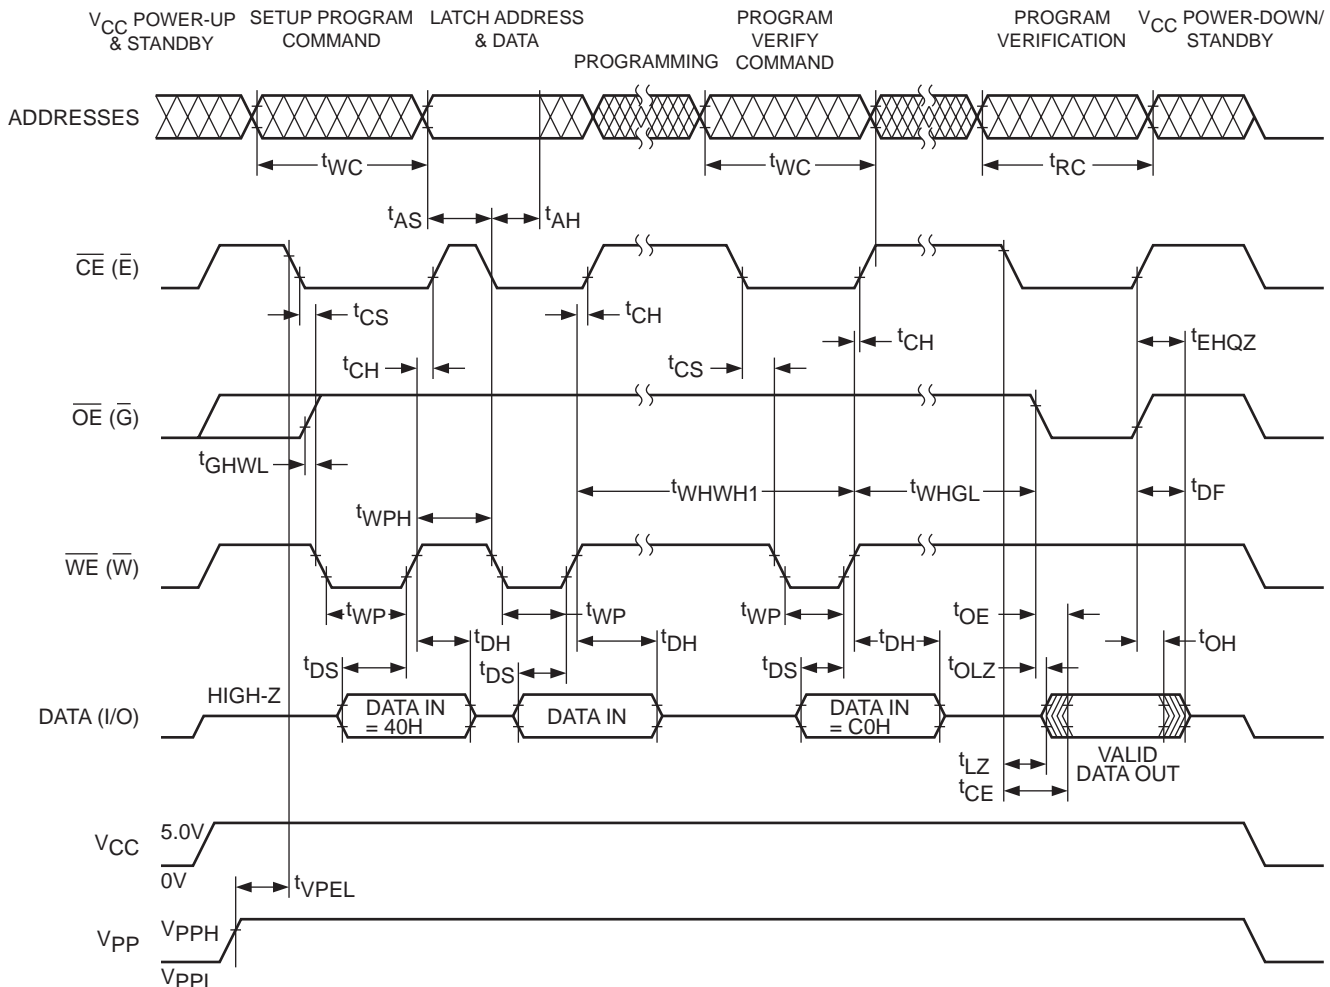 VCC POWER-UP & STANDBY
SETUP PROGRAM COMMAND
LATCH ADDRESS & DATA
PROGRAMMING
PROGRAM VERIFY COMMAND
PROGRAM VERIFICATION
VCC POWER-DOWN/ STANDBY
ADDRESSES
tWC
tWC
tRC
tAS
tAH
CE (E)
tCS
tCH
tCH
tCS
tCH
tEHQZ
OE (G)
tGHWL
tWHWH1
tWHGL
tDF
tWPH
WE (W)
tWP
tWP
tWP
tOE
tDH
tDH
tDH
tOH
tDS
tDS
tDS
tOLZ
DATA (I/O)
HIGH-Z
DATA IN = 40H
DATA IN
DATA IN = C0H
VALID DATA OUT
tLZ
tCE
VCC
5.0V
0V
tVPEL
VPP
VPPH
VPPL